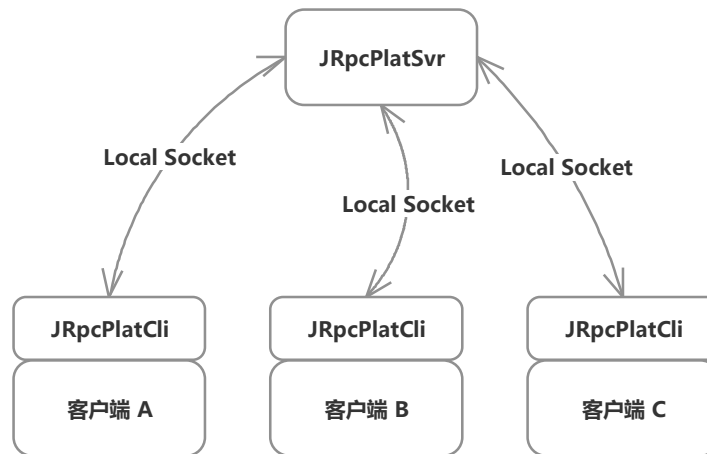 JRpcPlatSvr
Local Socket
Local Socket
Local Socket
JRpcPlatCli
JRpcPlatCli
JRpcPlatCli
客户端 A
客户端 B
客户端 C